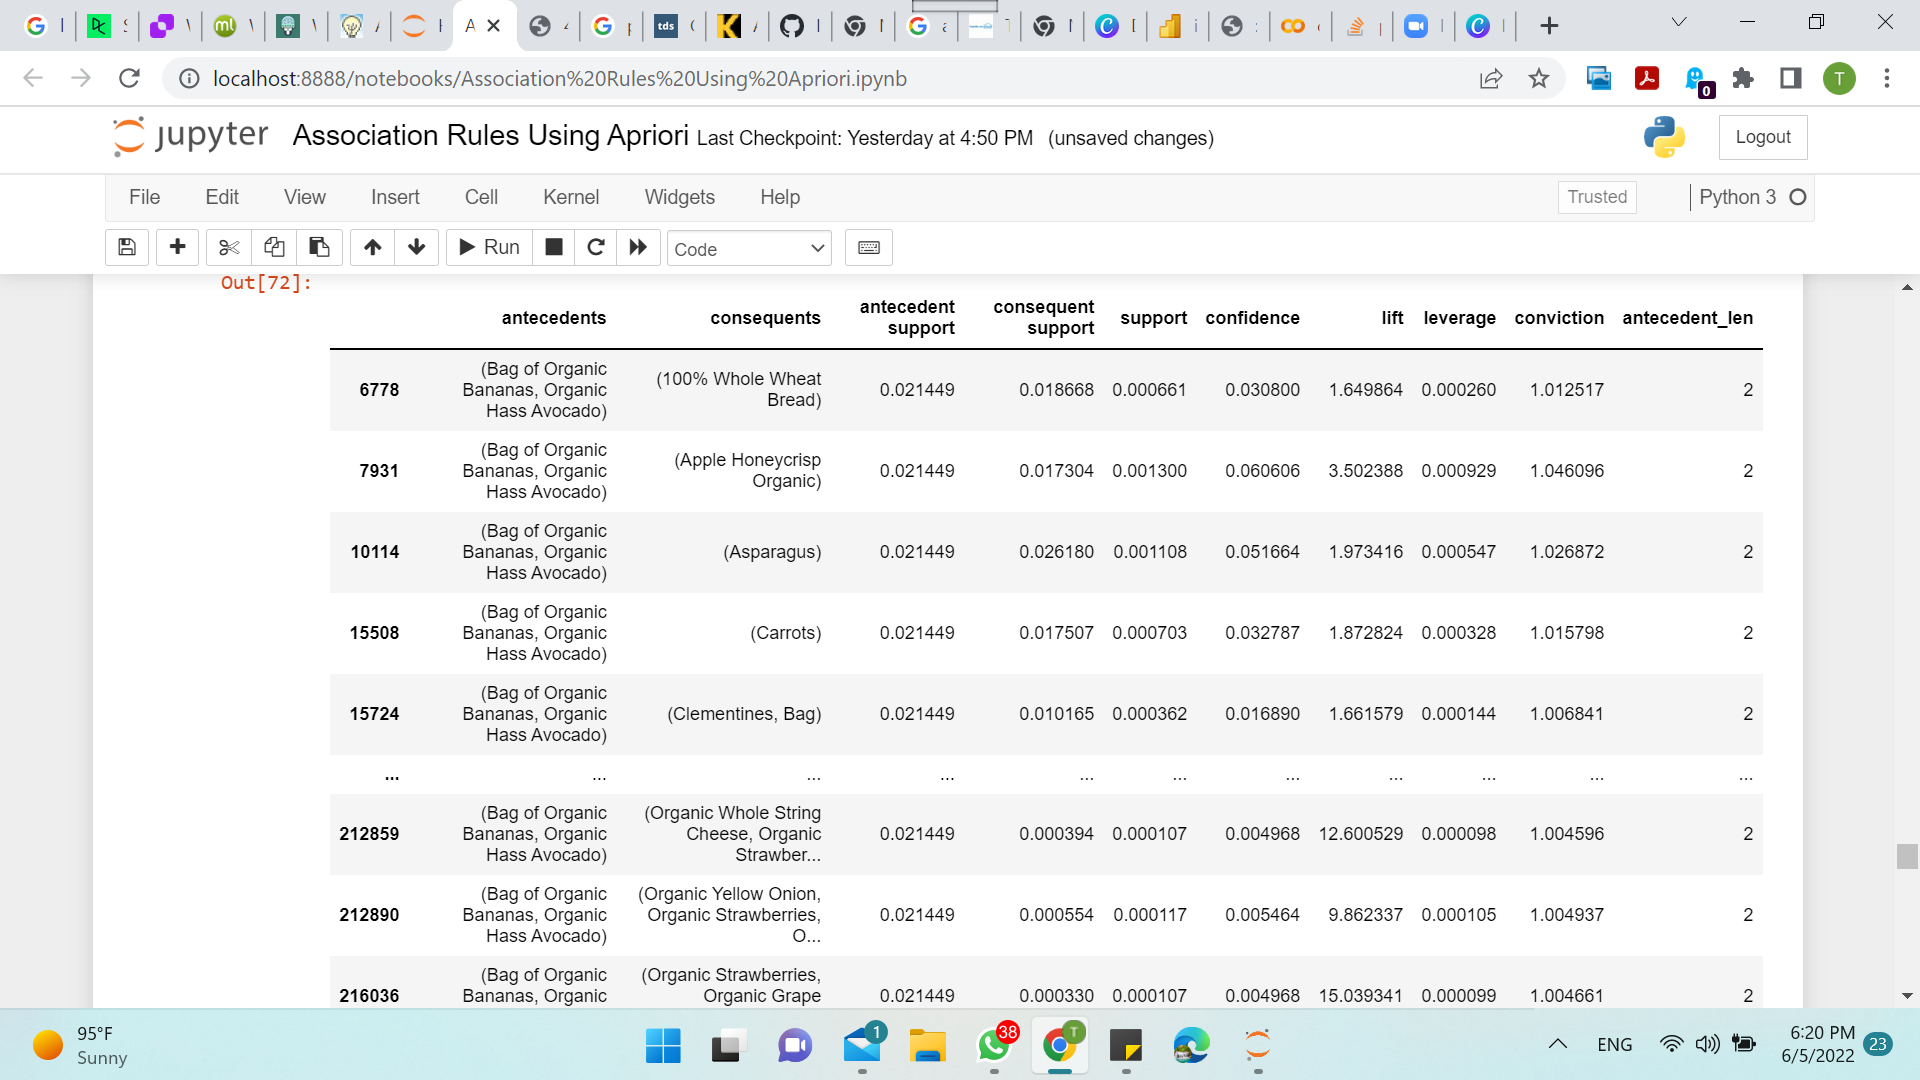 localhost:8888/notebooks/Association%20Rules%20Using%20Apriori.ipynb
0
T
jupyter Association Rules Using Apriori Last Checkpoint: Yesterday at 4:50 PM (unsaved changes)
Logout
File Edit View Insert Cell Kernel Widgets Help
Trusted
Python 3
Run
Code
Out[72]:
antecedents consequents antecedent support consequent support support confidence lift leverage conviction antecedent_len
6778 (Bag of Organic Bananas, Organic Hass Avocado) (100% Whole Wheat Bread) 0.021449 0.018668 0.000661 0.030800 1.649864 0.000260 1.012517 2
7931 (Bag of Organic Bananas, Organic Hass Avocado) (Apple Honeycrisp Organic) 0.021449 0.017304 0.001300 0.060606 3.502388 0.000929 1.046096 2
10114 (Bag of Organic Bananas, Organic Hass Avocado) (Asparagus) 0.021449 0.026180 0.001108 0.051664 1.973416 0.000547 1.026872 2
15508 (Bag of Organic Bananas, Organic Hass Avocado) (Carrots) 0.021449 0.017507 0.000703 0.032787 1.872824 0.000328 1.015798 2
15724 (Bag of Organic Bananas, Organic Hass Avocado) (Clementines, Bag) 0.021449 0.010165 0.000362 0.016890 1.661579 0.000144 1.006841 2
... ... ... ... ... ... ... ... ... ... ...
212859 (Bag of Organic Bananas, Organic Hass Avocado) (Organic Whole String Cheese, Organic Strawber... 0.021449 0.000394 0.000107 0.004968 12.600529 0.000098 1.004596 2
212890 (Bag of Organic Bananas, Organic Hass Avocado) (Organic Yellow Onion, Organic Strawberries, O... 0.021449 0.000554 0.000117 0.005464 9.862337 0.000105 1.004937 2
216036 (Bag of Organic Bananas, Organic (Organic Strawberries, Organic Grape 0.021449 0.000330 0.000107 0.004968 15.039341 0.000099 1.004661 2
95°F
Sunny
1
38
T
ENG
6:20 PM
6/5/2022
23